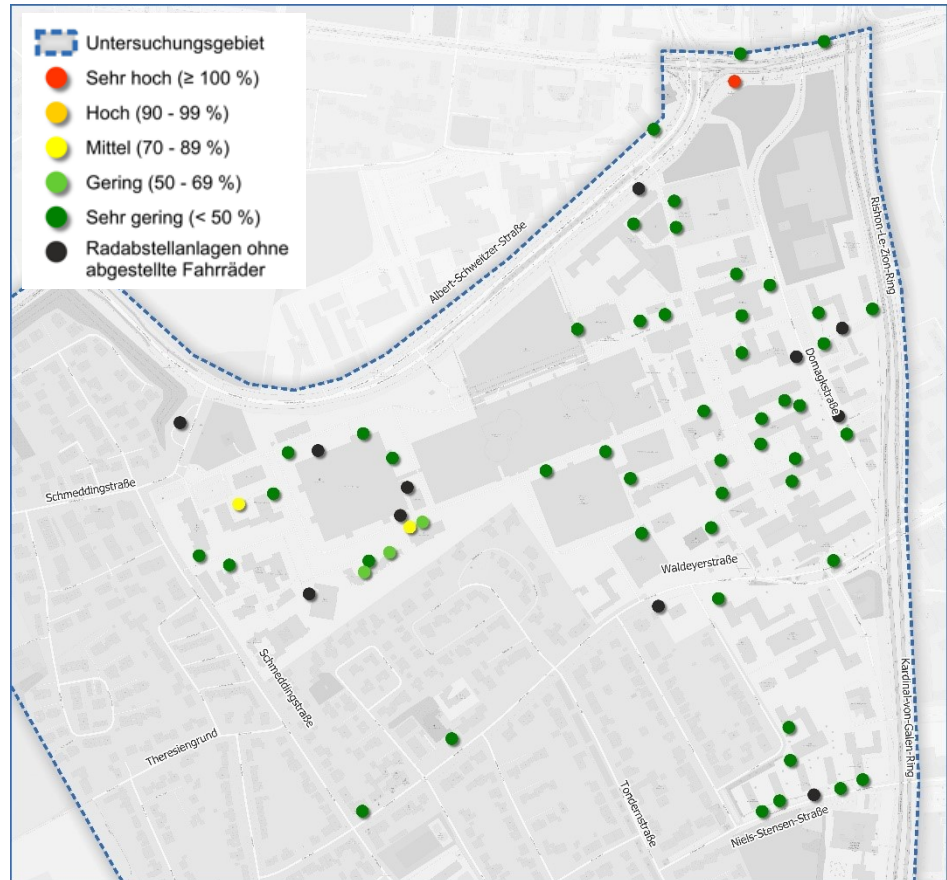 Untersuchungsgebiet
Sehr hoch (≥ 100 %)
Hoch (90 - 99 %)
Mittel (70 - 89 %)
Gering (50 - 69 %)
Sehr gering (< 50 %)
Radabstellanlagen ohne
abgestellte Fahrräder
Albert-Schweitzer-Straße
Rishon-Le-Zion-Ring
Domagkstraße
Schmeddingstraße
Waldeyerstraße
Schmeddingstraße
Theresiengrund
Kardinal-von-Galen-Ring
Tondernstraße
Niels-Stensen-Straße